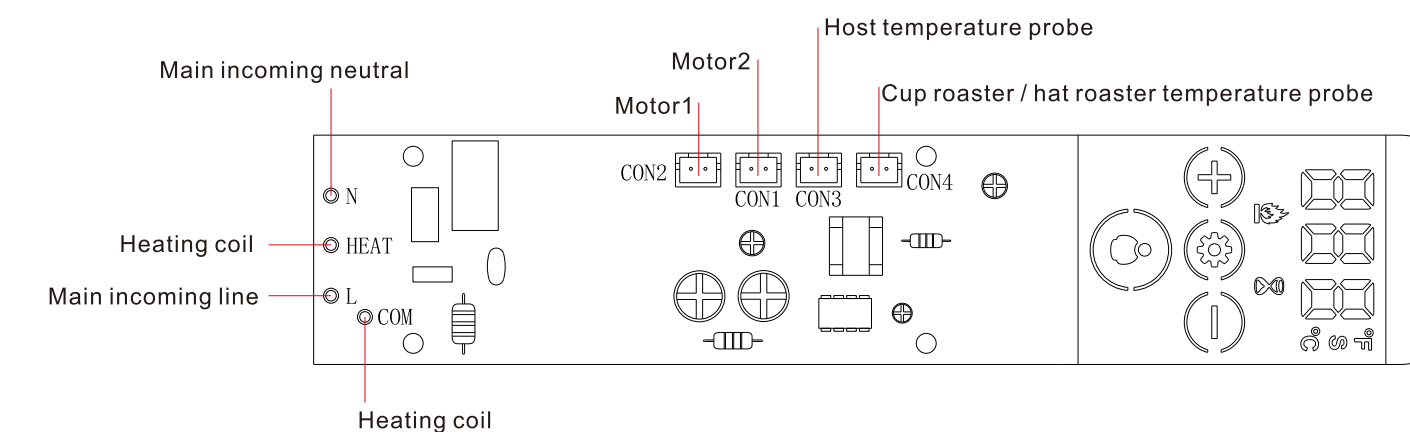 Host temperature probe
Main incoming neutral
Motor2
Motor1
Cup roaster / hat roaster temperature probe
CON2
CON1
CON3
CON4
N
Heating coil
HEAT
Main incoming line
L
COM
Heating coil
°C
S
°F